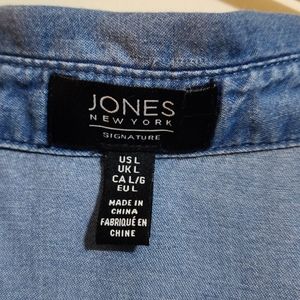 JONES
NEW YORK
SIGNATURE
US L
UK L
CA L/G
EU L
MADE IN
CHINA
FABRIQUÉ EN
CHINE